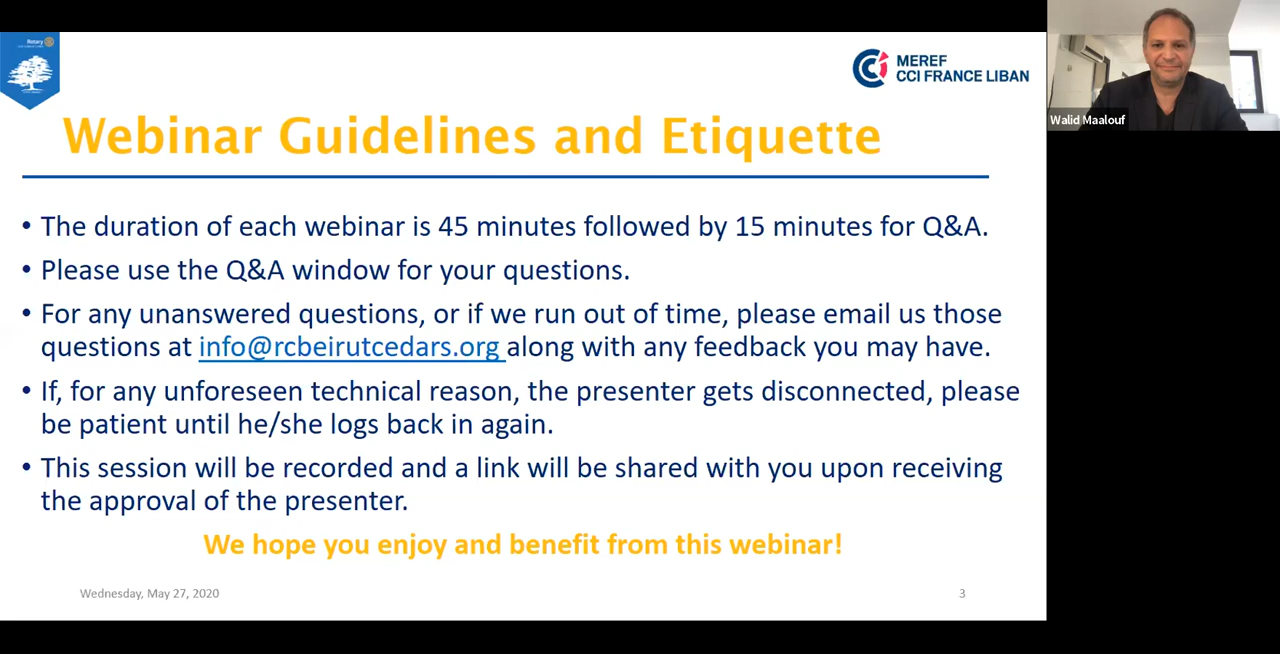 Rotary
MEREF
CCI FRANCE LIBAN
Walid Maalouf
Webinar Guidelines and Etiquette
• The duration of each webinar is 45 minutes followed by 15 minutes for Q&A.
• Please use the Q&A window for your questions.
• For any unanswered questions, or if we run out of time, please email us those
questions at info@rcbeirutcedars.org along with any feedback you may have.
• If, for any unforeseen technical reason, the presenter gets disconnected, please
be patient until he/she logs back in again.
• This session will be recorded and a link will be shared with you upon receiving
the approval of the presenter.
We hope you enjoy and benefit from this webinar!
Wednesday, May 27, 2020
3